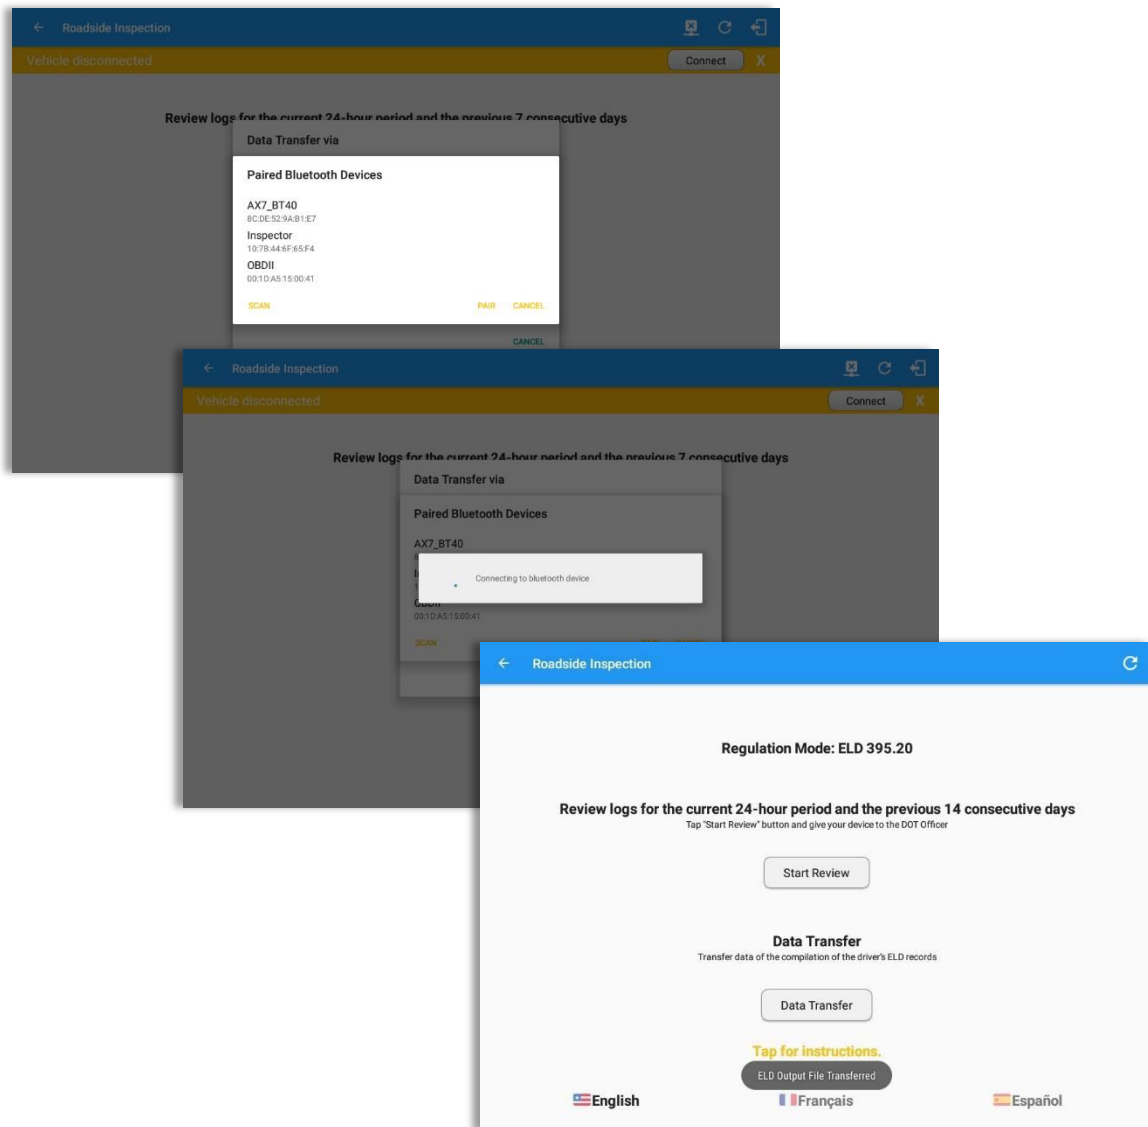 Roadside Inspection
Vehicle disconnected
Connect X
Review logs for the current 24-hour period and the previous 7 consecutive days
Data Transfer via
Paired Bluetooth Devices
AX7_BT40
8C:DE:52:9A:B1:E7
Inspector
10:7B:44:6F:65:F4
OBDII
00:1D:A5:15:00:41
SCAN PAIR CANCEL
CANCEL
Roadside Inspection
Vehicle disconnected
Connect X
Review logs for the current 24-hour period and the previous 7 consecutive days
Data Transfer via
Paired Bluetooth Devices
AX7_BT40
Connecting to bluetooth device
OBDII
00:1D:A5:15:00:41
SCAN PAIR CANCEL
Roadside Inspection
Regulation Mode: ELD 395.20
Review logs for the current 24-hour period and the previous 14 consecutive days
Tap "Start Review" button and give your device to the DOT Officer
Start Review
Data Transfer
Transfer data of the compilation of the driver's ELD records
Data Transfer
Tap for instructions.
ELD Output File Transferred
English Français Español